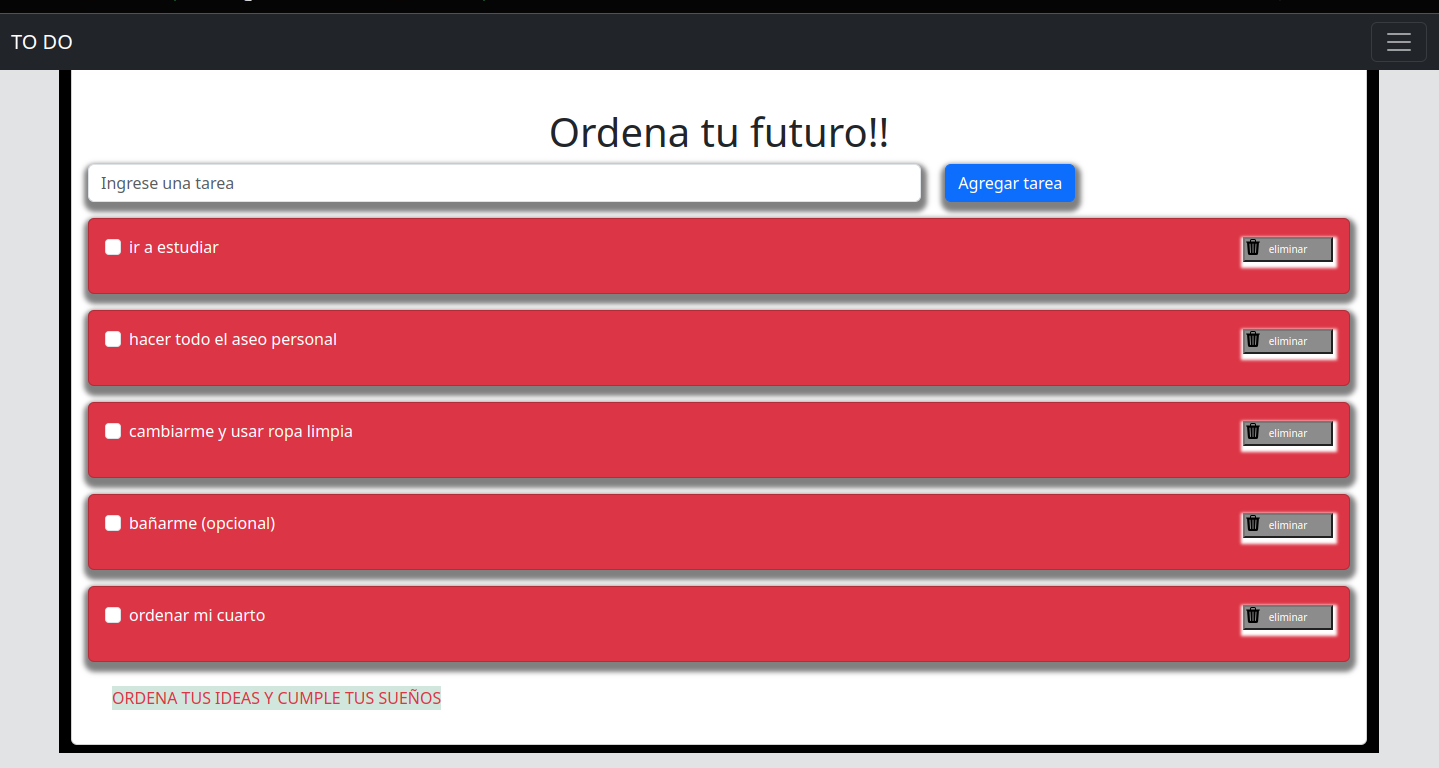 TO DO
Ordena tu futuro!!
Ingrese una tarea
Agregar tarea
ir a estudiar
eliminar
hacer todo el aseo personal
eliminar
cambiarme y usar ropa limpia
eliminar
bañarme (opcional)
eliminar
ordenar mi cuarto
eliminar
ORDENA TUS IDEAS Y CUMPLE TUS SUEÑOS